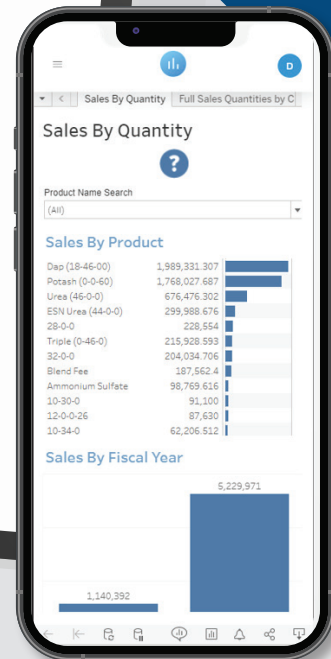 D
Sales By Quantity Full Sales Quantities by C
Sales By Quantity
?
Product Name Search
(All)
Sales By Product
Dap (18-46-00) 1,989,331.307
Potash (0-0-60) 1,768,027.687
Urea (46-0-0) 676,476.302
ESN Urea (44-0-0) 299,988.676
28-0-0 228,554
Triple (0-46-0) 215,928.593
32-0-0 204,034.706
Blend Fee 187,562.4
Ammonium Sulfate 98,769.616
10-30-0 91,100
12-0-0-26 87,630
10-34-0 62,206.512
Sales By Fiscal Year
5,229,971
1,140,392